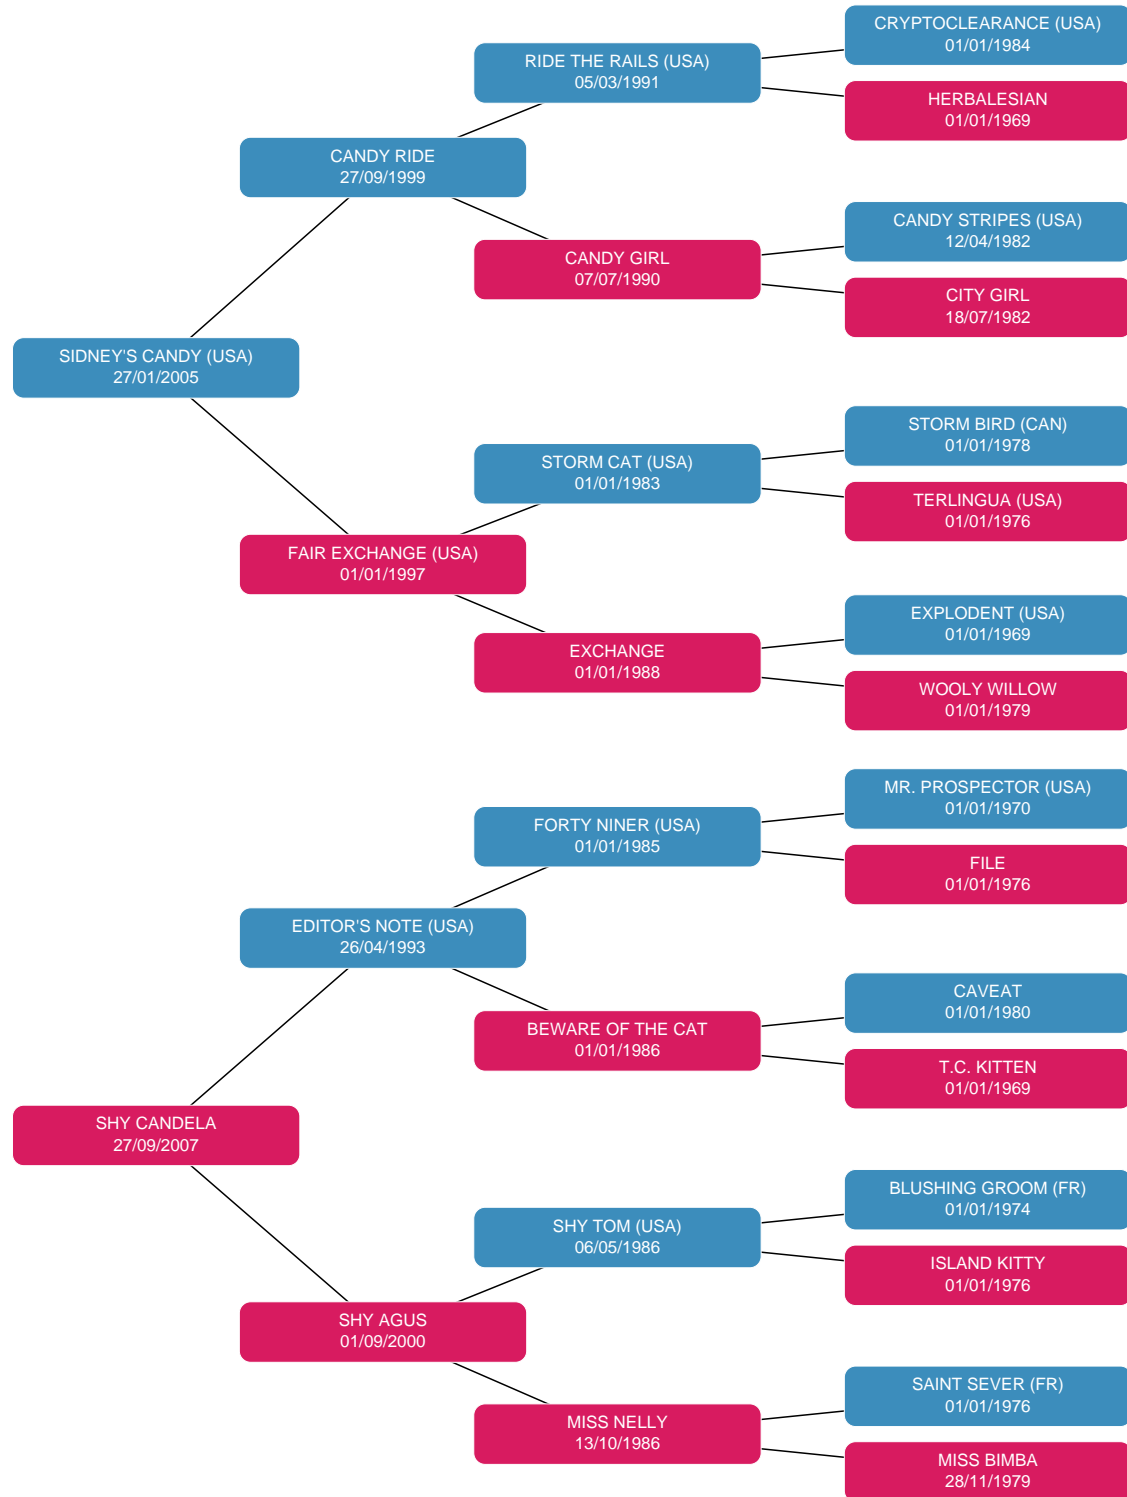 CRYPTOCLEARANCE (USA)
01/01/1984
RIDE THE RAILS (USA)
05/03/1991
HERBALESIAN
01/01/1969
CANDY RIDE
27/09/1999
CANDY STRIPES (USA)
12/04/1982
CANDY GIRL
07/07/1990
CITY GIRL
18/07/1982
SIDNEY'S CANDY (USA)
27/01/2005
STORM BIRD (CAN)
01/01/1978
STORM CAT (USA)
01/01/1983
TERLINGUA (USA)
01/01/1976
FAIR EXCHANGE (USA)
01/01/1997
EXPLODENT (USA)
01/01/1969
EXCHANGE
01/01/1988
WOOLY WILLOW
01/01/1979
MR. PROSPECTOR (USA)
01/01/1970
FORTY NINER (USA)
01/01/1985
FILE
01/01/1976
EDITOR'S NOTE (USA)
26/04/1993
CAVEAT
01/01/1980
BEWARE OF THE CAT
01/01/1986
T.C. KITTEN
01/01/1969
SHY CANDELA
27/09/2007
BLUSHING GROOM (FR)
01/01/1974
SHY TOM (USA)
06/05/1986
ISLAND KITTY
01/01/1976
SHY AGUS
01/09/2000
SAINT SEVER (FR)
01/01/1976
MISS NELLY
13/10/1986
MISS BIMBA
28/11/1979